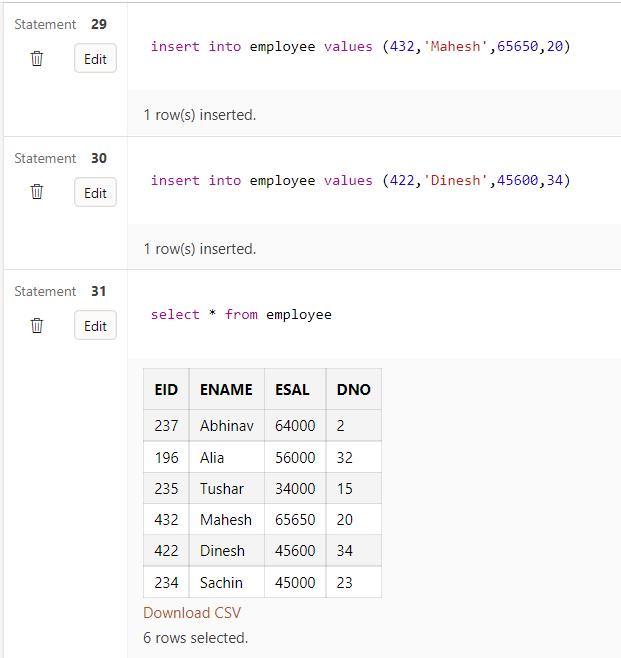 Statement 29
Edit
insert into employee values (432,'Mahesh',65650,20)
1 row(s) inserted.
Statement 30
Edit
insert into employee values (422,'Dinesh',45600,34)
1 row(s) inserted.
Statement 31
Edit
select * from employee
EID ENAME ESAL DNO
237 Abhinav 64000 2
196 Alia 56000 32
235 Tushar 34000 15
432 Mahesh 65650 20
422 Dinesh 45600 34
234 Sachin 45000 23
Download CSV
6 rows selected.